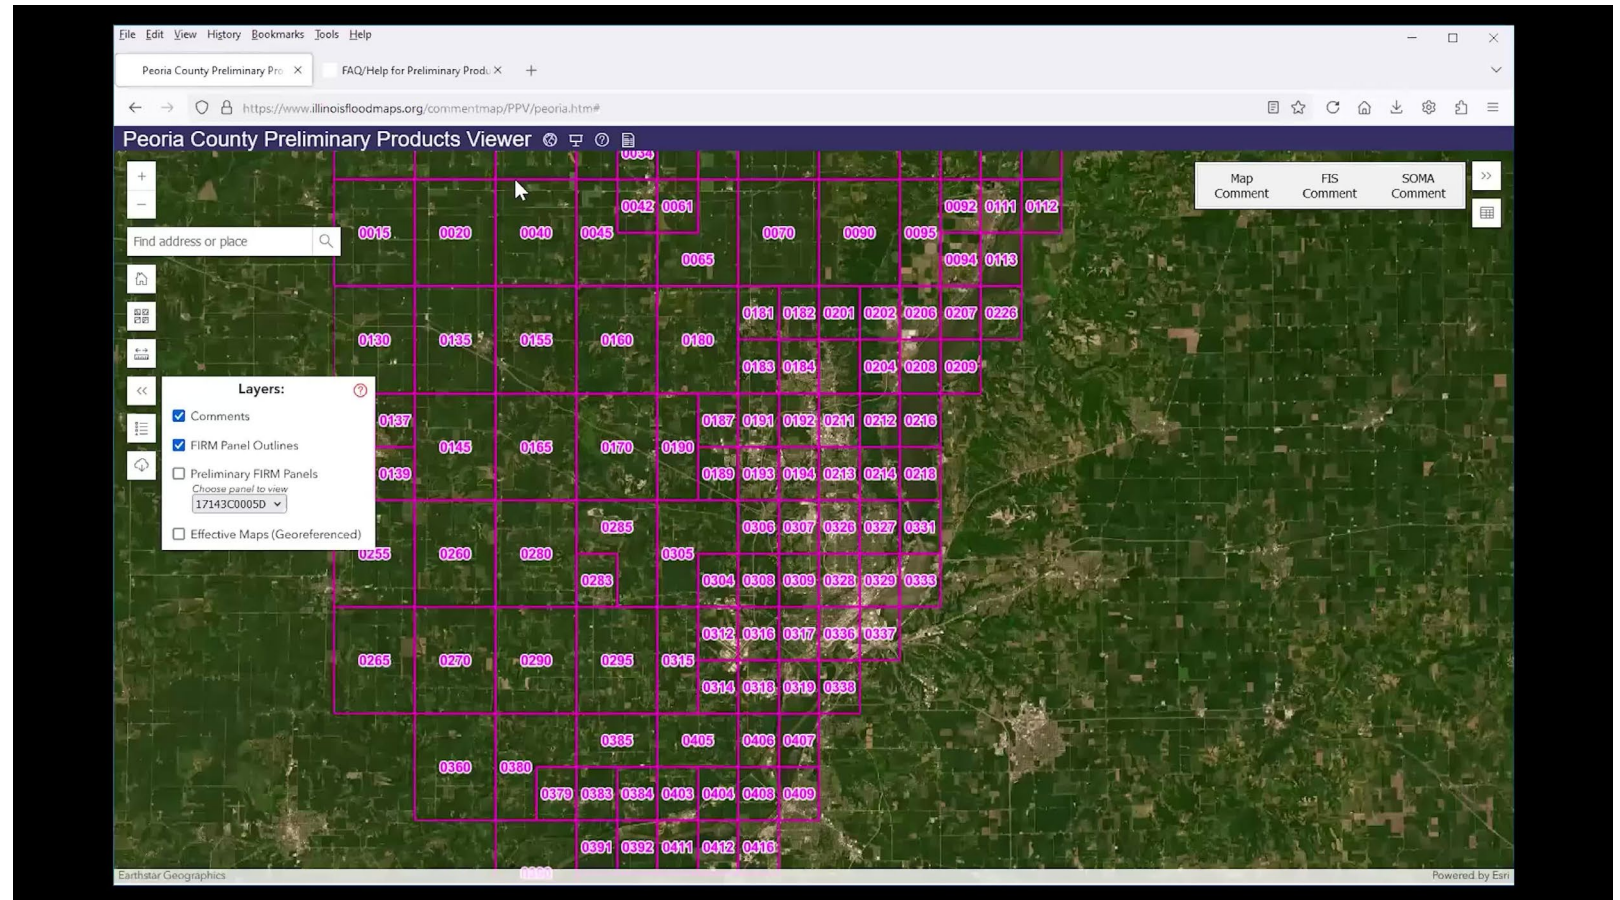 File Edit View History Bookmarks Tools Help
Peoria County Preliminary Pro
FAQ/Help for Preliminary Produ
https://www.illinoisfloodmaps.org/commentmap/PPV/peoria.htm#
Peoria County Preliminary Products Viewer
Map Comment
FIS Comment
SOMA Comment
Find address or place
0034
0042 0061 0092 0111 0112
0015 0020 0040 0045 0070 0090 0095
0065 0094 0113
0181 0182 0201 0202 0206 0207 0226
0130 0135 0155 0160 0180
0183 0184 0204 0208 0209
Layers:
Comments
FIRM Panel Outlines
Preliminary FIRM Panels
Choose panel to view
17143C0005D
Effective Maps (Georeferenced)
0137 0187 0191 0192 0211 0212 0216
0145 0165 0170 0190
0139 0189 0193 0194 0213 0214 0218
0285 0306 0307 0326 0327 0331
0255 0260 0280 0305
0283 0304 0308 0309 0328 0329 0333
0312 0316 0317 0336 0337
0265 0270 0290 0295 0315
0314 0318 0319 0338
0385 0405 0406 0407
0360 0380
0379 0383 0384 0403 0404 0408 0409
0391 0392 0411 0412 0416
Earthstar Geographics
Powered by Esri